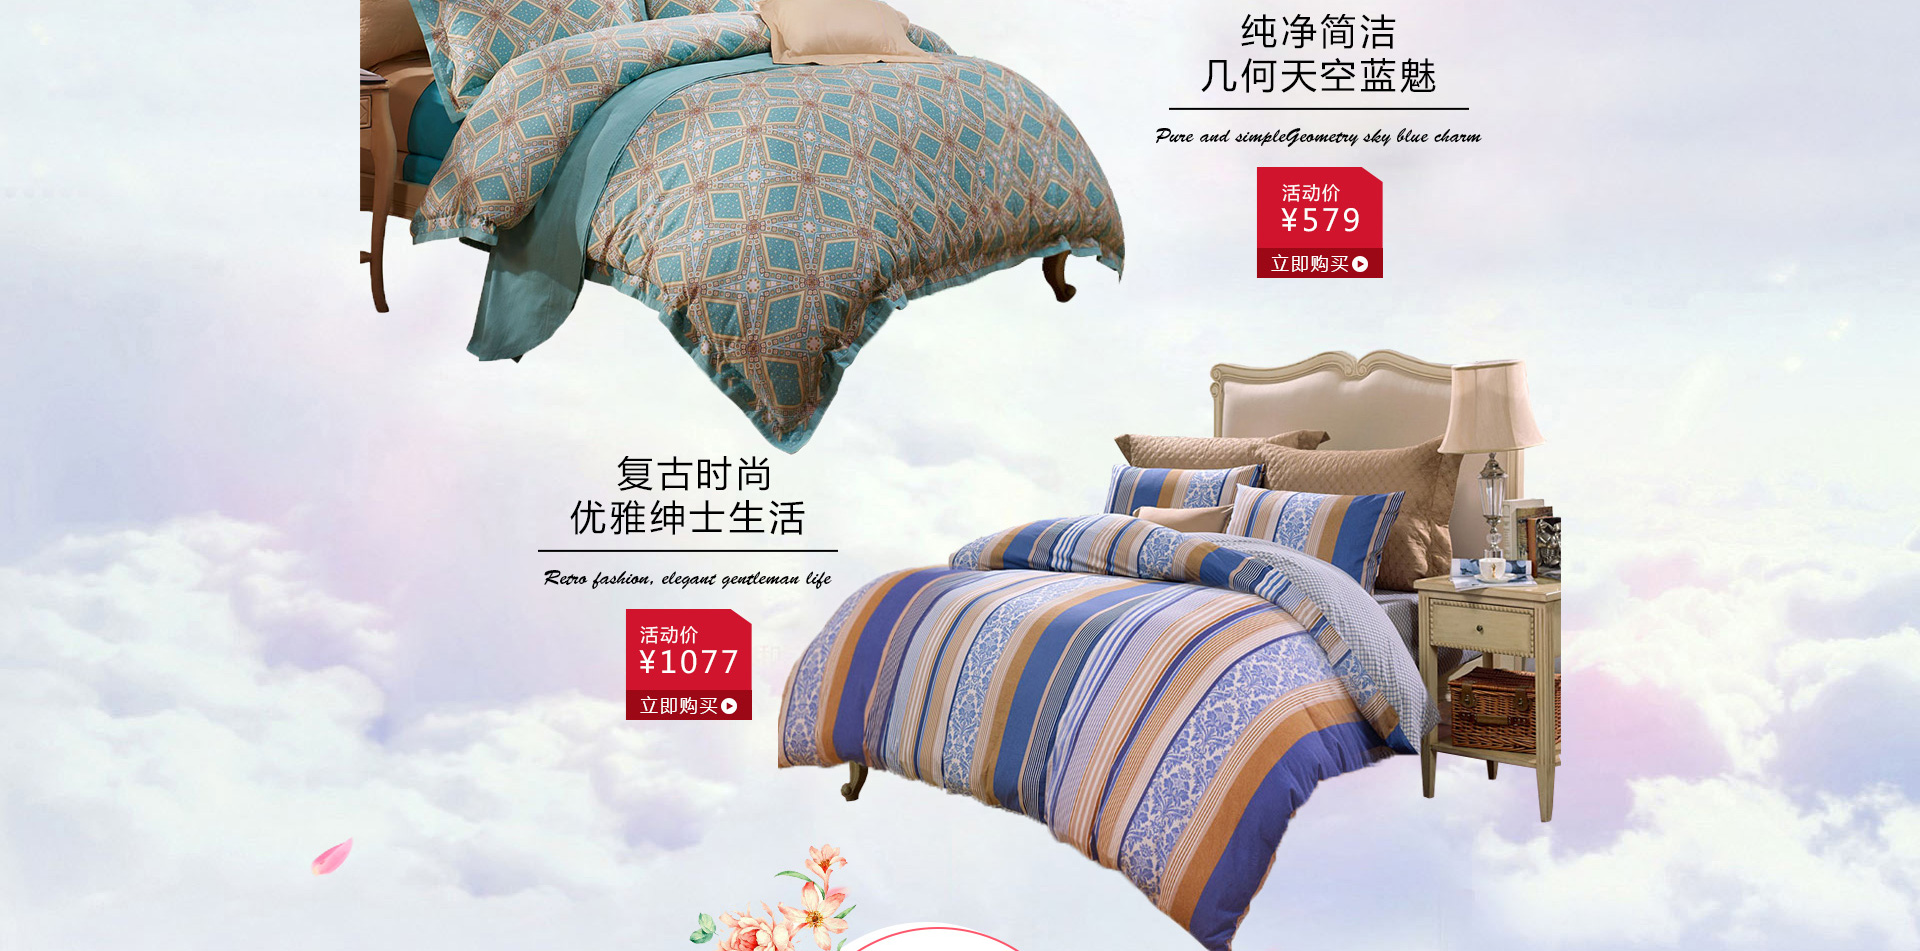 纯净简洁
几何天空蓝魅
Pure and simpleGeometry sky blue charm
活动价
¥579
立即购买
复古时尚
优雅绅士生活
Retro fashion, elegant gentleman life
活动价
¥1077
立即购买